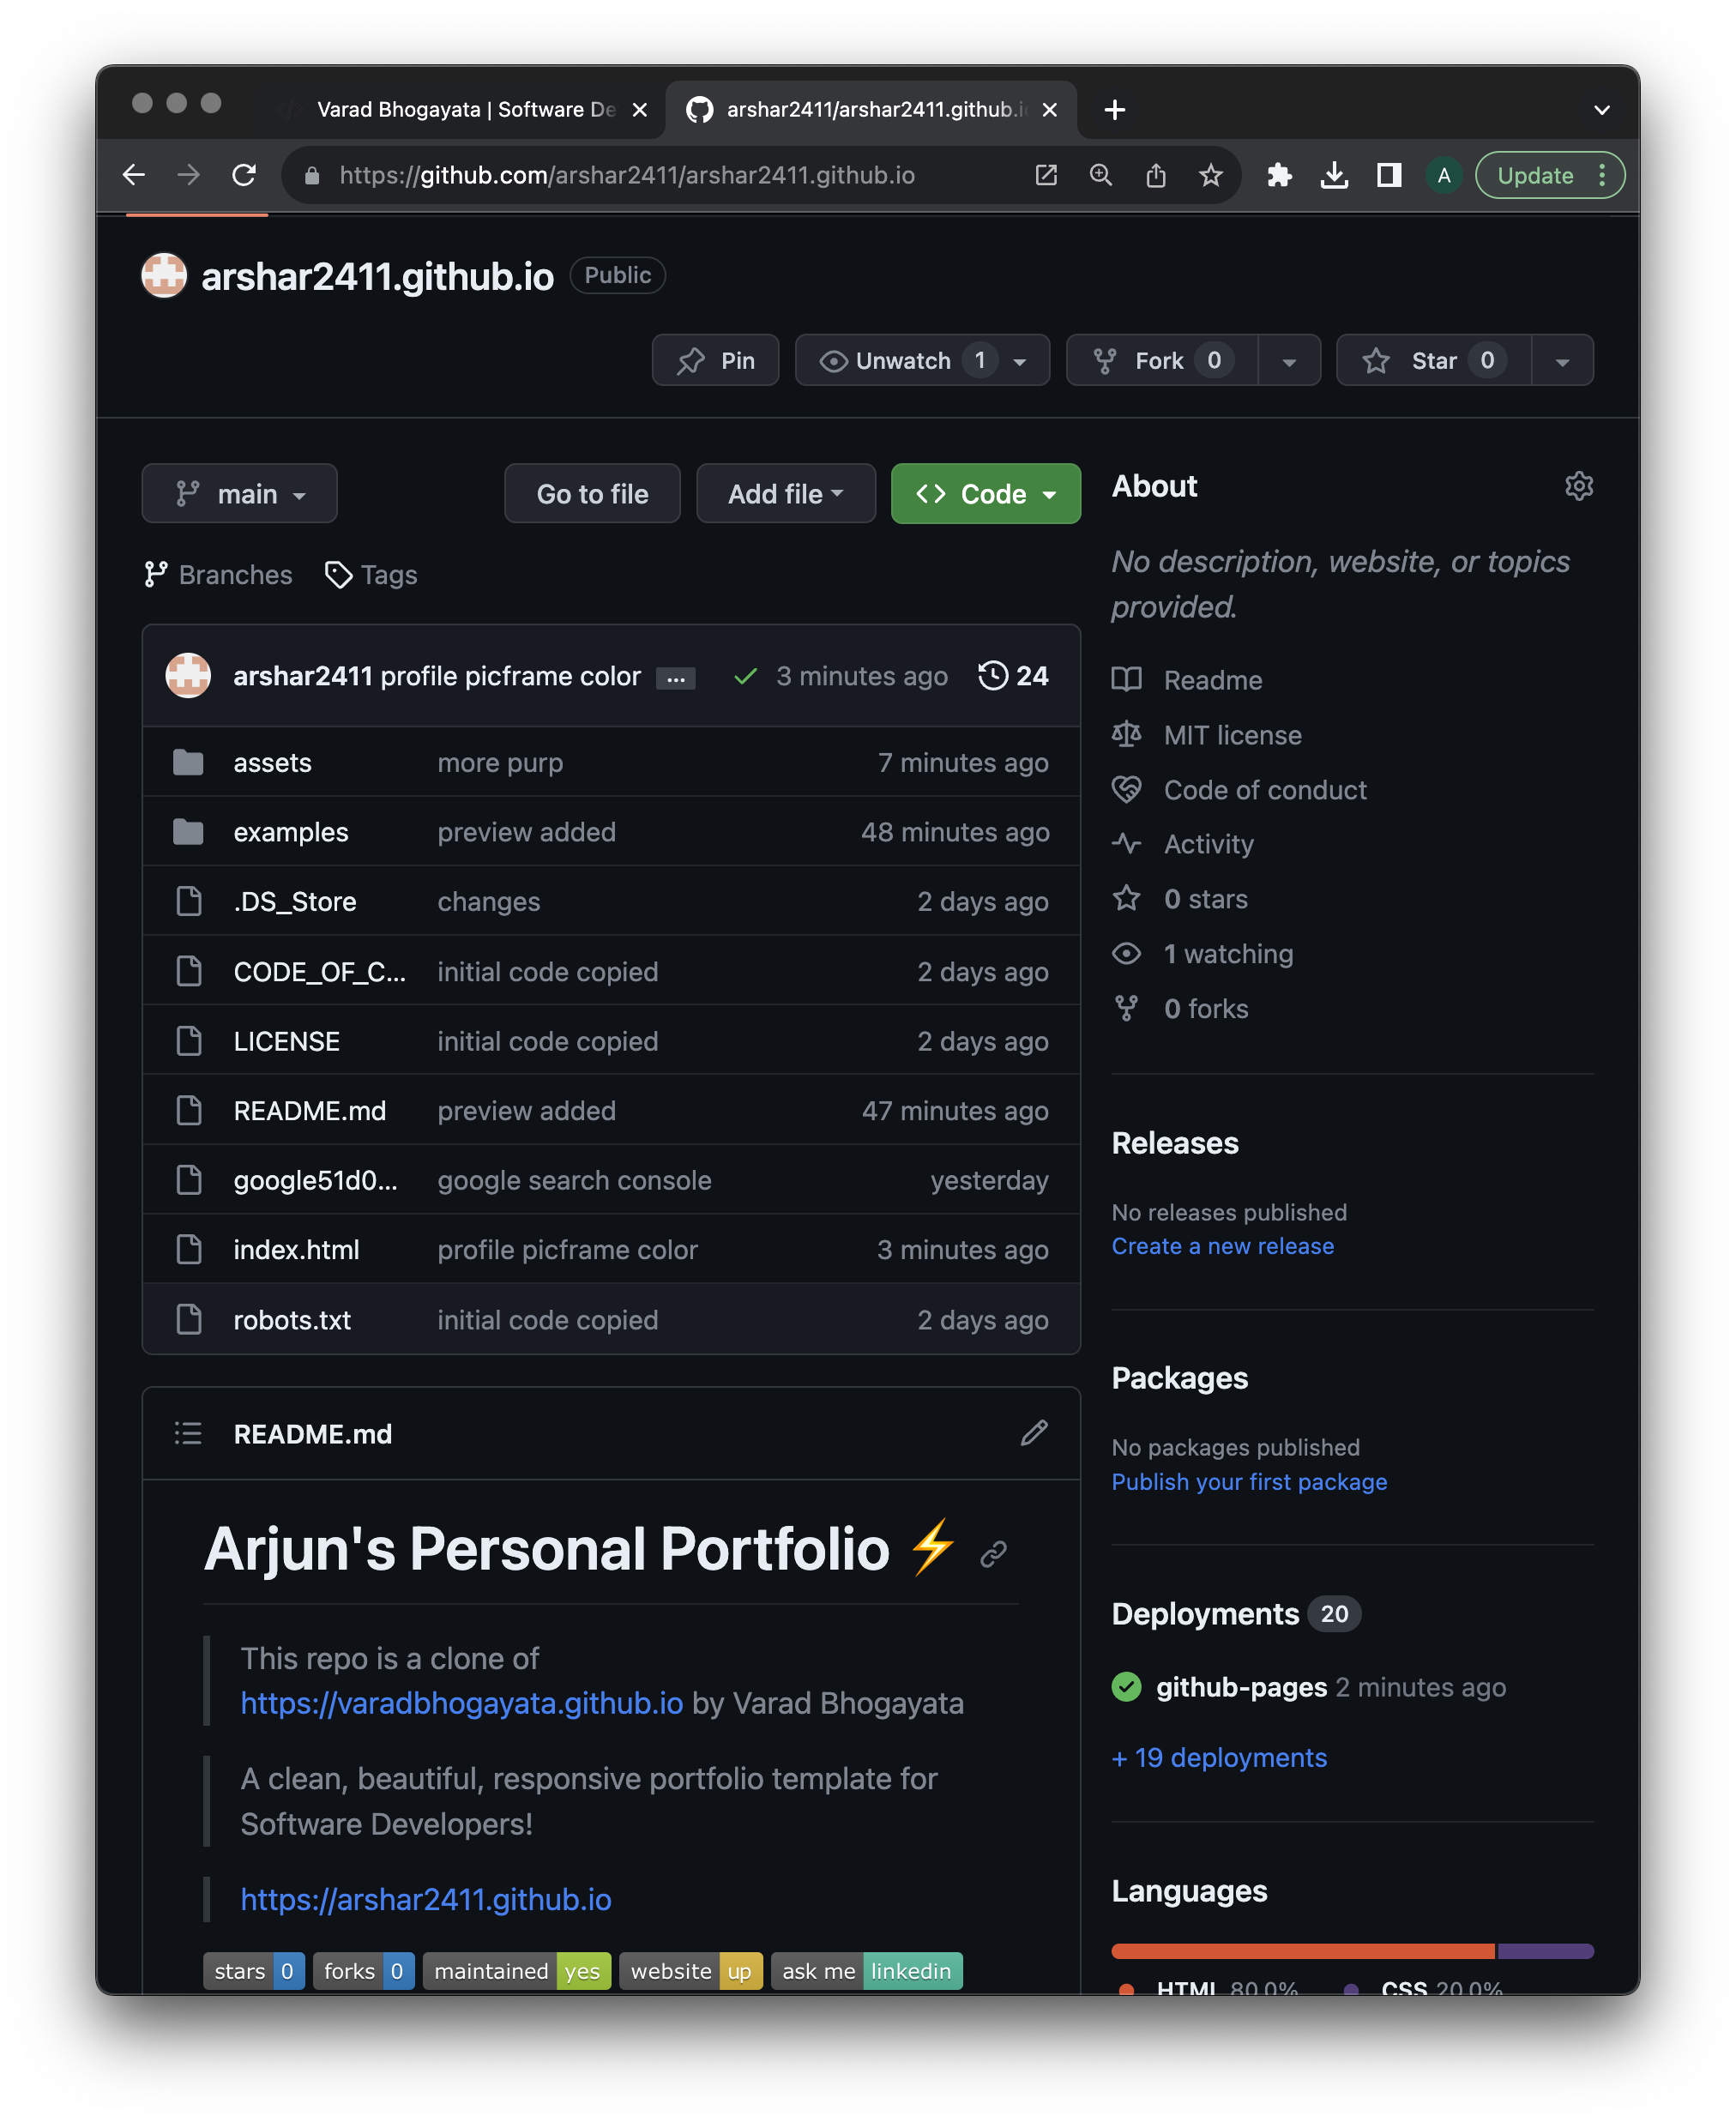 Varad Bhogayata | Software De
arshar2411/arshar2411.github.i
https://github.com/arshar2411/arshar2411.github.io
A
Update
arshar2411.github.io Public
Pin Unwatch 1 Fork 0 Star 0
main Go to file Add file Code
Branches Tags
arshar2411 profile picframe color ... 3 minutes ago 24
assets more purp 7 minutes ago
examples preview added 48 minutes ago
.DS_Store changes 2 days ago
CODE_OF_C... initial code copied 2 days ago
LICENSE initial code copied 2 days ago
README.md preview added 47 minutes ago
google51d0... google search console yesterday
index.html profile picframe color 3 minutes ago
robots.txt initial code copied 2 days ago
README.md
Arjun's Personal Portfolio ⚡
This repo is a clone of
https://varadbhogayata.github.io by Varad Bhogayata
A clean, beautiful, responsive portfolio template for
Software Developers!
https://arshar2411.github.io
stars 0 forks 0 maintained yes website up ask me linkedin
About
No description, website, or topics
provided.
Readme
MIT license
Code of conduct
Activity
0 stars
1 watching
0 forks
Releases
No releases published
Create a new release
Packages
No packages published
Publish your first package
Deployments 20
github-pages 2 minutes ago
+ 19 deployments
Languages
HTML 80.0% CSS 20.0%